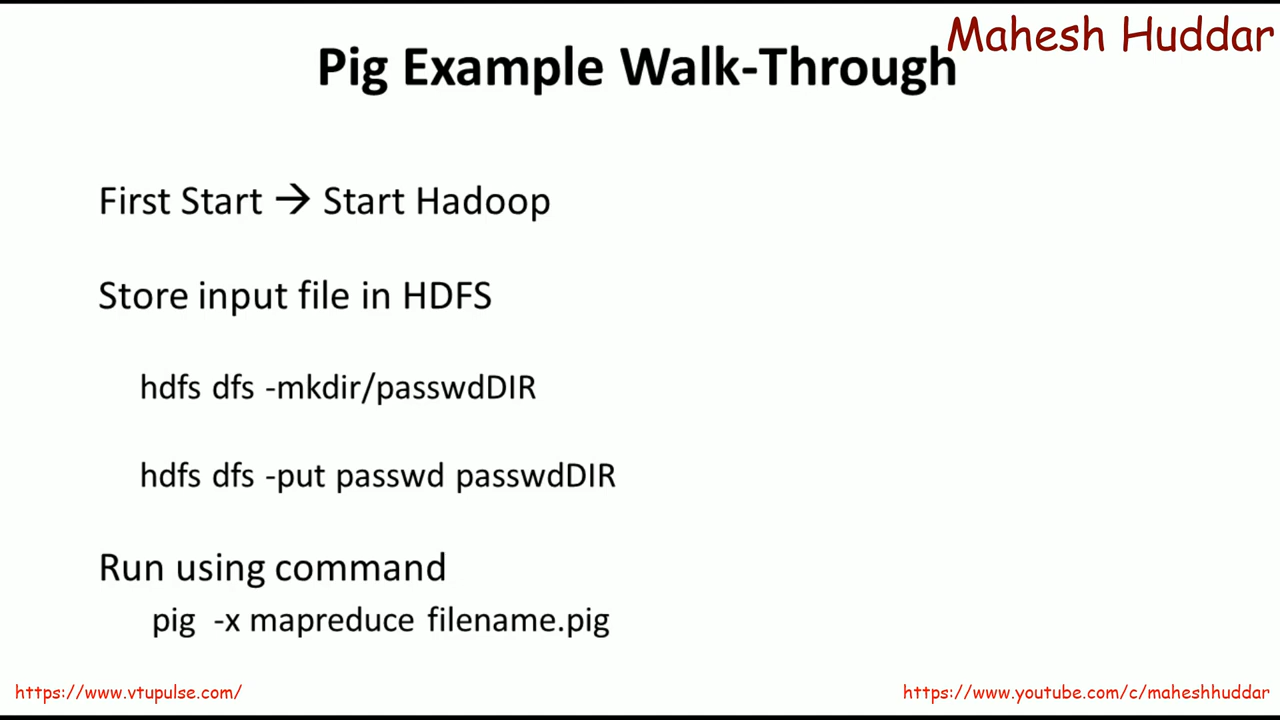 Mahesh Huddar
Pig Example Walk-Through
First Start → Start Hadoop
Store input file in HDFS
hdfs dfs -mkdir/passwdDIR
hdfs dfs -put passwd passwdDIR
Run using command
pig -x mapreduce filename.pig
https://www.vtupulse.com/
https://www.youtube.com/c/maheshhuddar